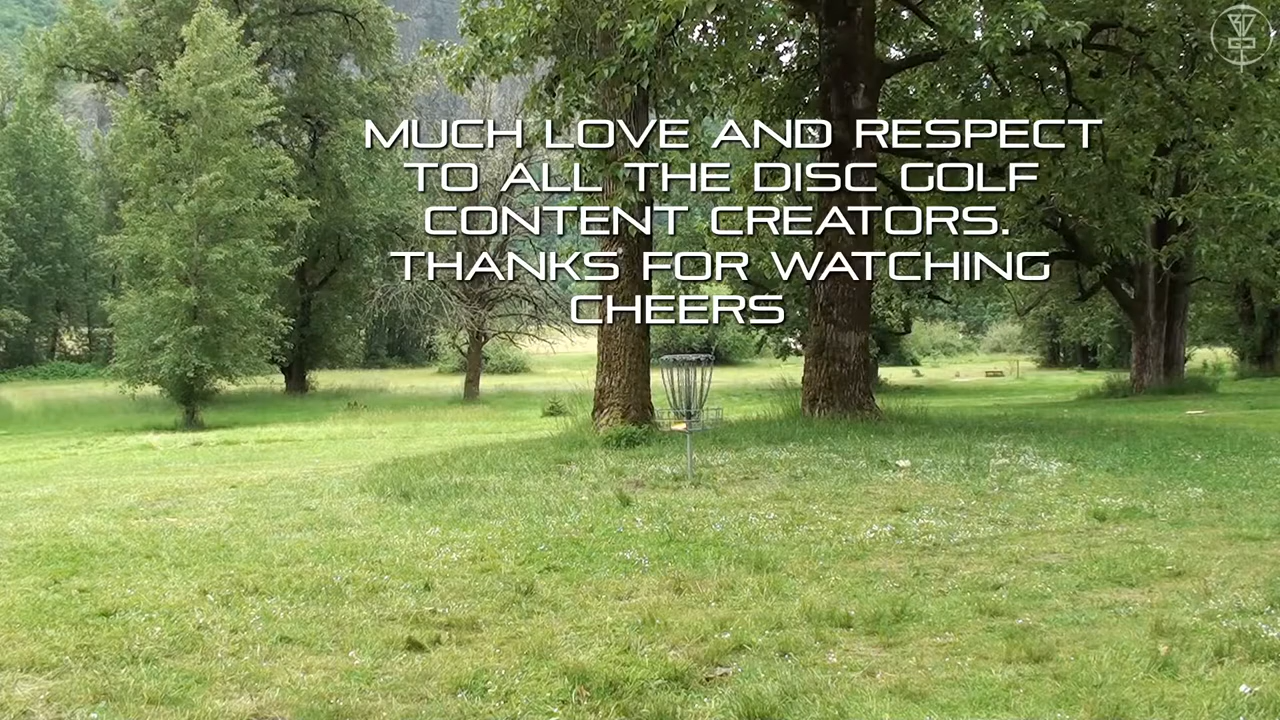 MUCH LOVE AND RESPECT
TO ALL THE DISC GOLF
CONTENT CREATORS.
THANKS FOR WATCHING
CHEERS